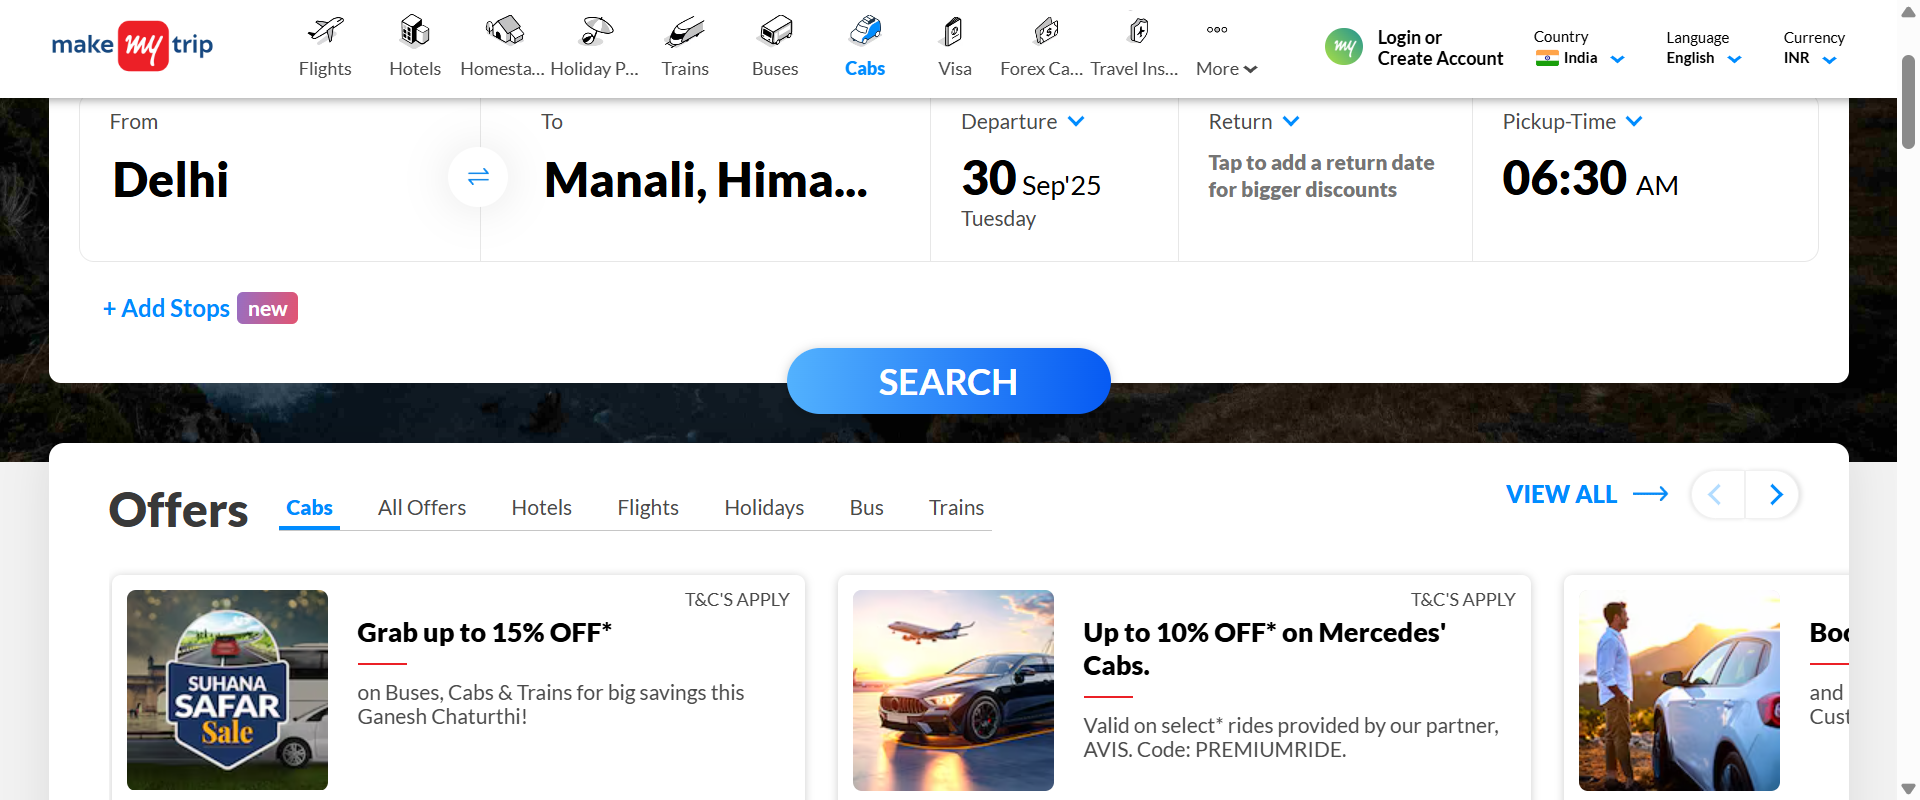 make my trip
Flights
Hotels
Homesta...
Holiday P...
Trains
Buses
Cabs
Visa
Forex Ca...
Travel Ins...
More
my
Login or
Create Account
Country
India
Language
English
Currency
INR
From
Delhi
To
Manali, Hima...
Departure
30 Sep'25
Tuesday
Return
Tap to add a return date
for bigger discounts
Pickup-Time
06:30 AM
+ Add Stops new
SEARCH
Offers
Cabs
All Offers
Hotels
Flights
Holidays
Bus
Trains
VIEW ALL
SUHANA
SAFAR
Sale
T&C'S APPLY
Grab up to 15% OFF*
on Buses, Cabs & Trains for big savings this
Ganesh Chaturthi!
T&C'S APPLY
Up to 10% OFF* on Mercedes'
Cabs.
Valid on select* rides provided by our partner,
AVIS. Code: PREMIUMRIDE.
and